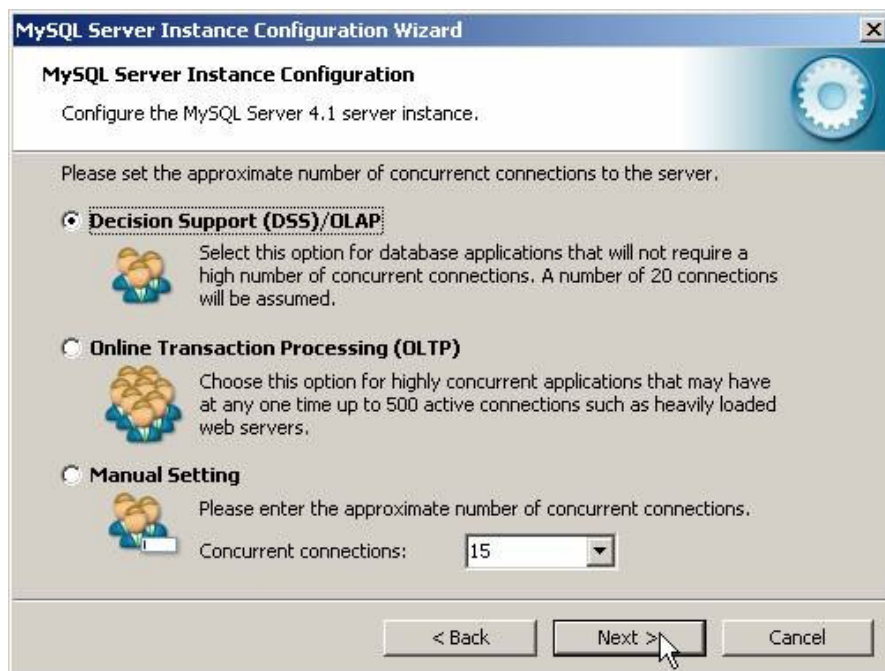 MySQL Server Instance Configuration Wizard
MySQL Server Instance Configuration
Configure the MySQL Server 4.1 server instance.
Please set the approximate number of concurrenct connections to the server.
Decision Support (DSS)/OLAP
Select this option for database applications that will not require a
high number of concurrent connections. A number of 20 connections
will be assumed.
Online Transaction Processing (OLTP)
Choose this option for highly concurrent applications that may have
at any one time up to 500 active connections such as heavily loaded
web servers.
Manual Setting
Please enter the approximate number of concurrent connections.
Concurrent connections: 15
< Back Next > Cancel